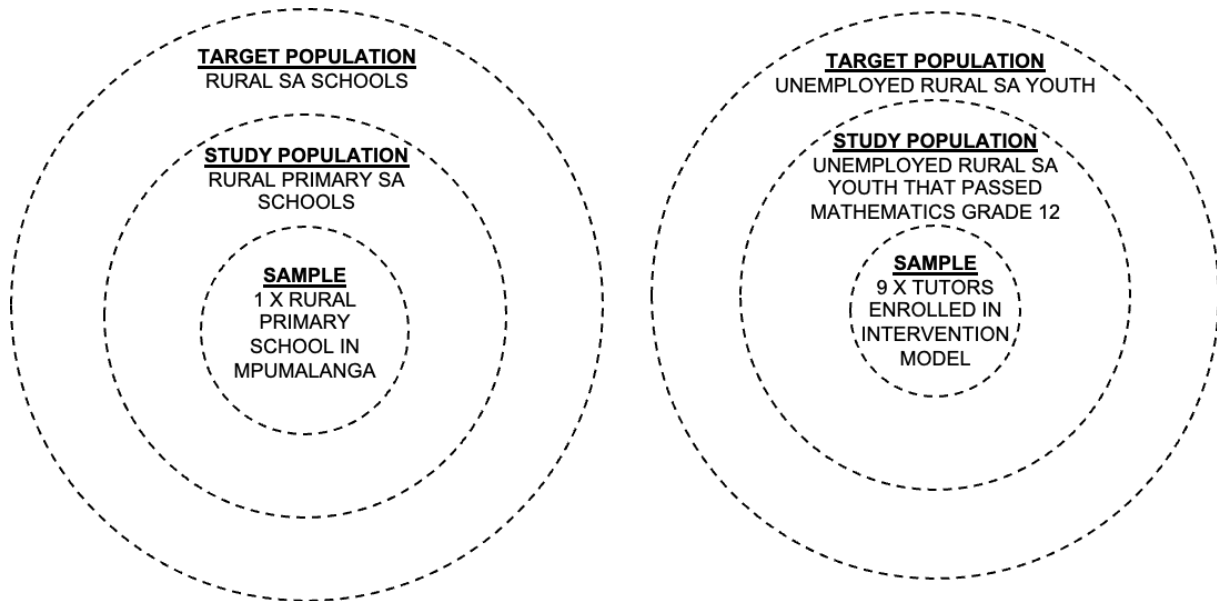 TARGET POPULATION
RURAL SA SCHOOLS
STUDY POPULATION
RURAL PRIMARY SA
SCHOOLS
SAMPLE
1 X RURAL
PRIMARY
SCHOOL IN
MPUMALANGA
TARGET POPULATION
UNEMPLOYED RURAL SA YOUTH
STUDY POPULATION
UNEMPLOYED RURAL SA
YOUTH THAT PASSED
MATHEMATICS GRADE 12
SAMPLE
9 X TUTORS
ENROLLED IN
INTERVENTION
MODEL